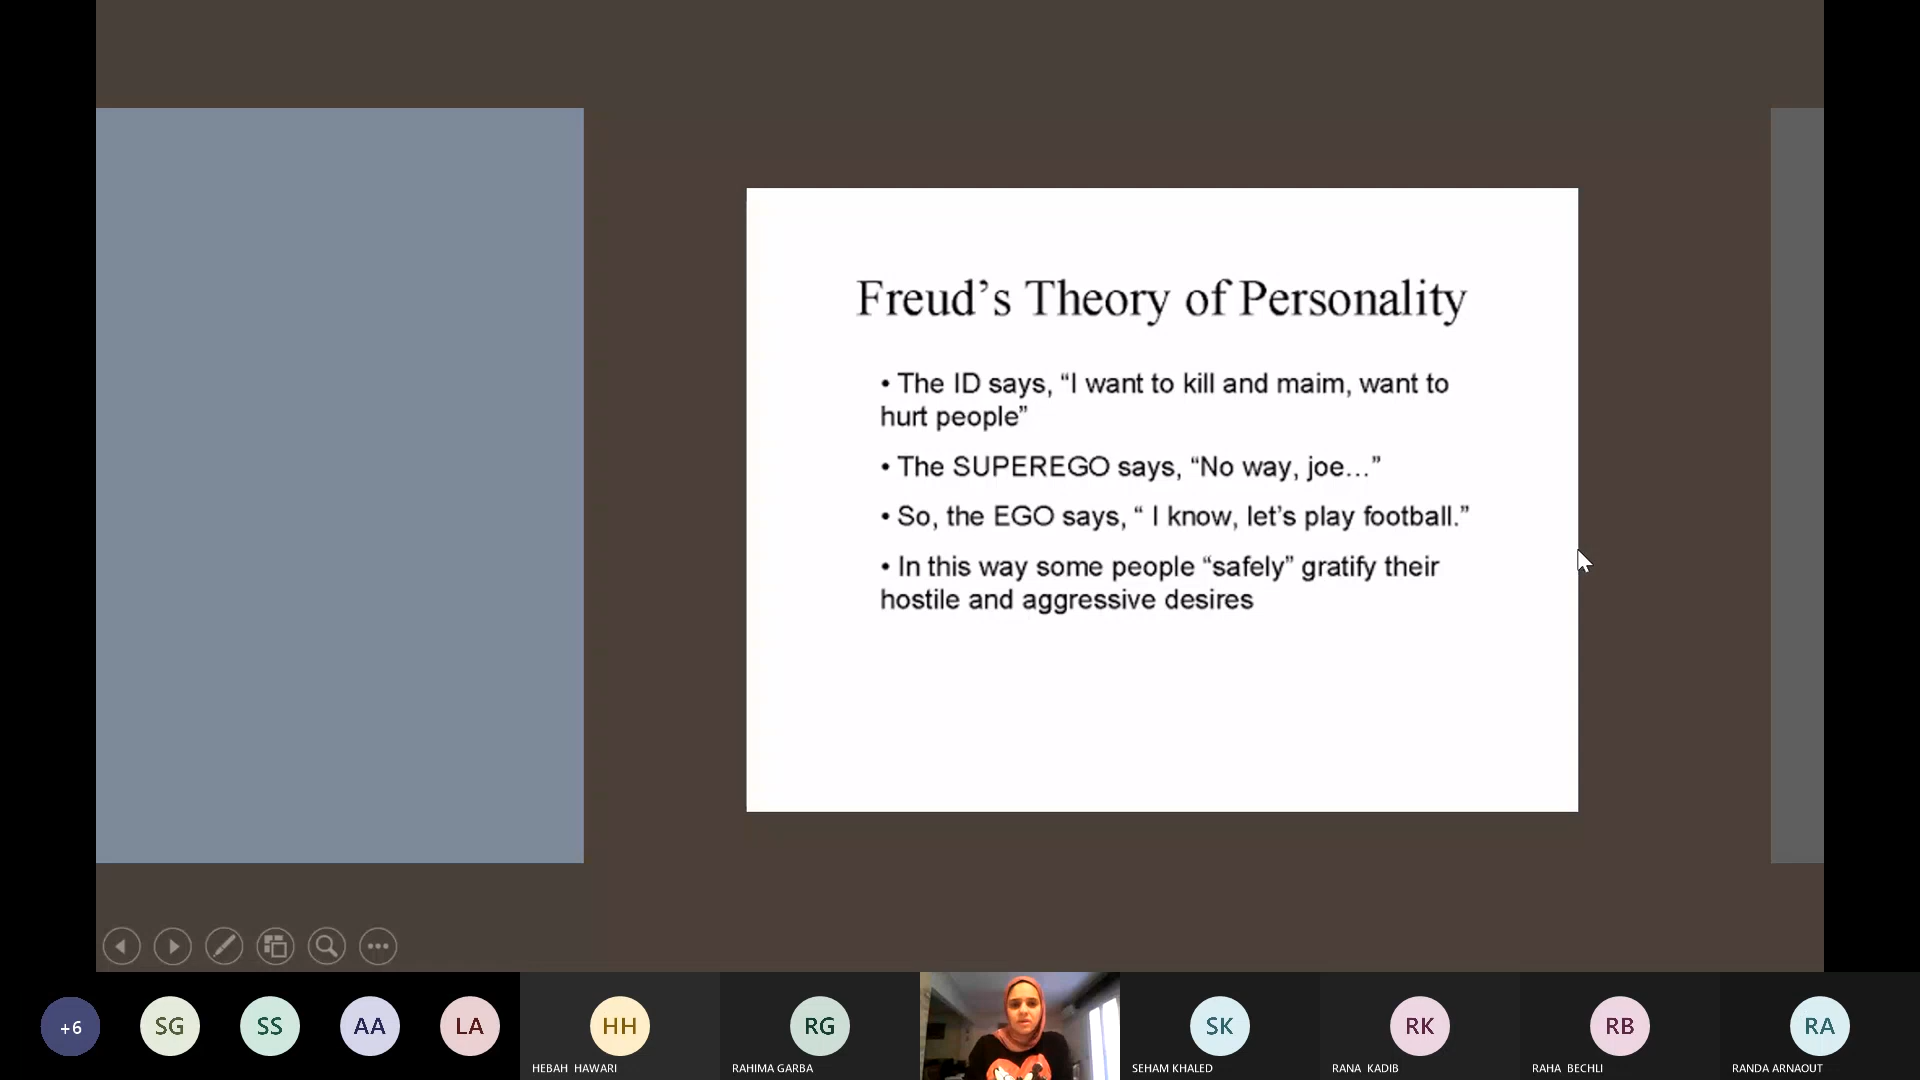 Freud’s Theory of Personality
• The ID says, “I want to kill and maim, want to
hurt people”
• The SUPEREGO says, “No way, joe…”
• So, the EGO says, “ I know, let’s play football.”
• In this way some people “safely” gratify their
hostile and aggressive desires
+6
SG
SS
AA
LA
HH
HEBAH HAWARI
RG
RAHIMA GARBA
SK
SEHAM KHALED
RK
RANA KADIB
RB
RAHA BECHLI
RA
RANDA ARNAOUT